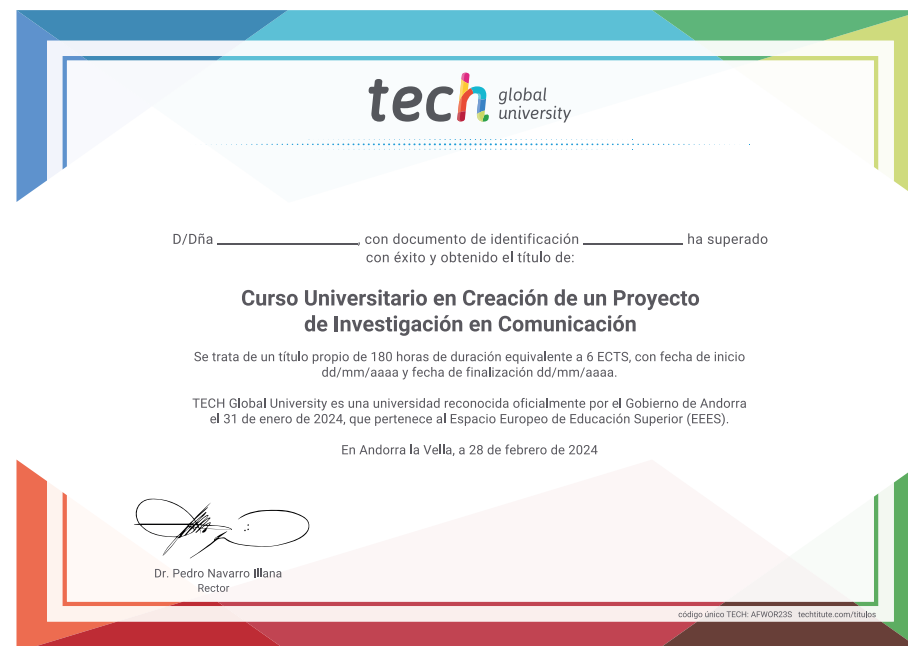 tech global university
D/Dña ______________________, con documento de identificación ______________ ha superado
con éxito y obtenido el título de:
Curso Universitario en Creación de un Proyecto
de Investigación en Comunicación
Se trata de un título propio de 180 horas de duración equivalente a 6 ECTS, con fecha de inicio
dd/mm/aaaa y fecha de finalización dd/mm/aaaa.
TECH Global University es una universidad reconocida oficialmente por el Gobierno de Andorra
el 31 de enero de 2024, que pertenece al Espacio Europeo de Educación Superior (EEES).
En Andorra la Vella, a 28 de febrero de 2024
Dr. Pedro Navarro Illana
Rector
código único TECH: AFWOR23S techtitute.com/titulos